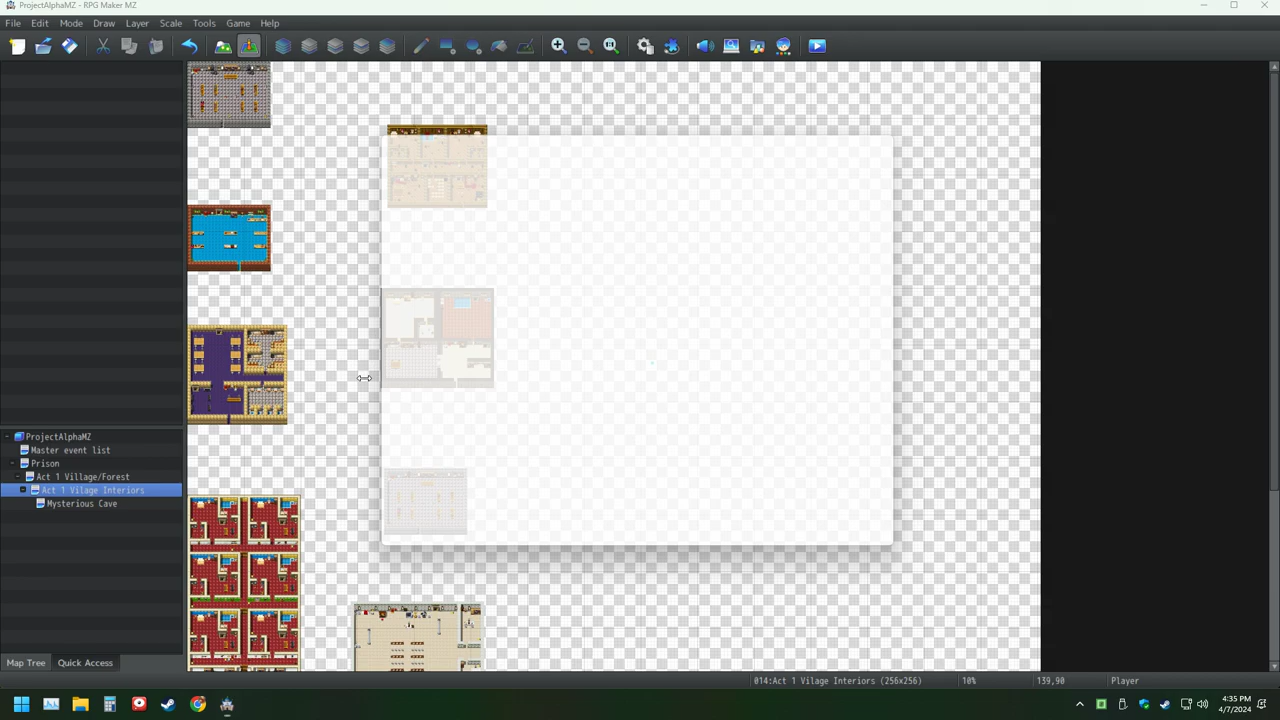 ProjectAlphaMZ - RPG Maker MZ
File Edit Mode Draw Layer Scale Tools Game Help
ProjectAlphaMZ
Master event list
Prison
Act 1 Village/Forest
Act 1 Vilage Interiors
Mysterious Cave
Map Tree Quick Access
014:Act 1 Vilage Interiors (256x256) 10% 139,90 Player
4:35 PM
4/7/2024